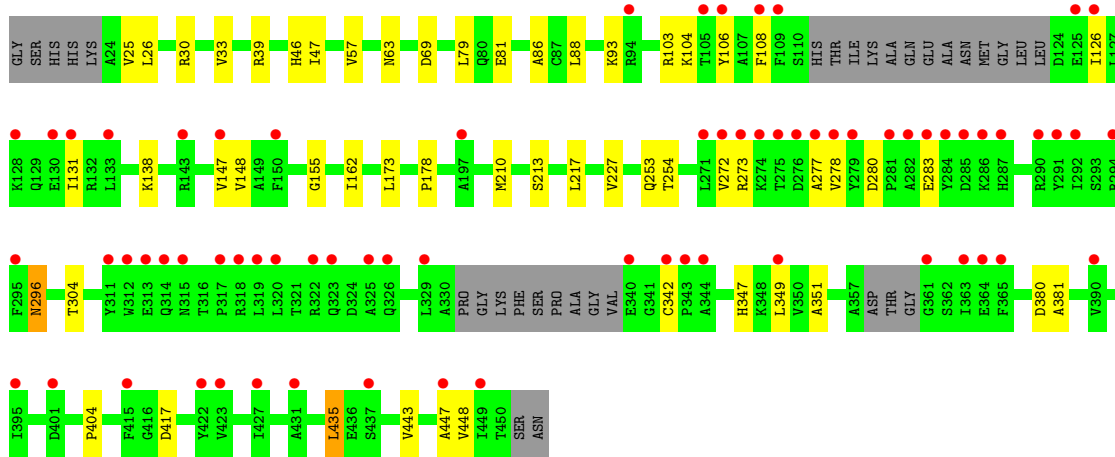 GLY SER HIS HIS LYS A24 V25 L26 R30 V33 R39 H46 I47 V57 N63 D69 L79 Q80 E81 A86 C87 L88 K93 R94 R103 K104 T105 Y106 A107 F108 F109 S110 HIS THR ILE LYS ALA GLN GLU ALA ASN MET GLY LEU LEU D124 E125 I126 L127
K128 Q129 E130 I131 R132 L133 K138 R143 V147 V148 A149 F150 G155 I162 L173 P178 A197 M210 S213 L217 V227 Q253 T254 L271 V272 R273 K274 T275 D276 A277 V278 Y279 D280 P281 A282 E283 Y284 D285 K286 H287 R290 Y291 I292 S293 R294
F295 N296 T304 Y311 W312 E313 Q314 N315 T316 P317 R318 L319 L320 T321 R322 Q323 D324 A325 Q326 L329 A330 PRO GLY LYS PHE SER PRO ALA GLY VAL E340 G341 C342 P343 A344 H347 K348 L349 V350 A351 A357 ASP THR GLY G361 S362 I363 E364 F365 D380 A381 V390
I395 D401 P404 F415 G416 D417 Y422 V423 I427 A431 L435 E436 S437 V443 A447 V448 I449 T450 SER ASN